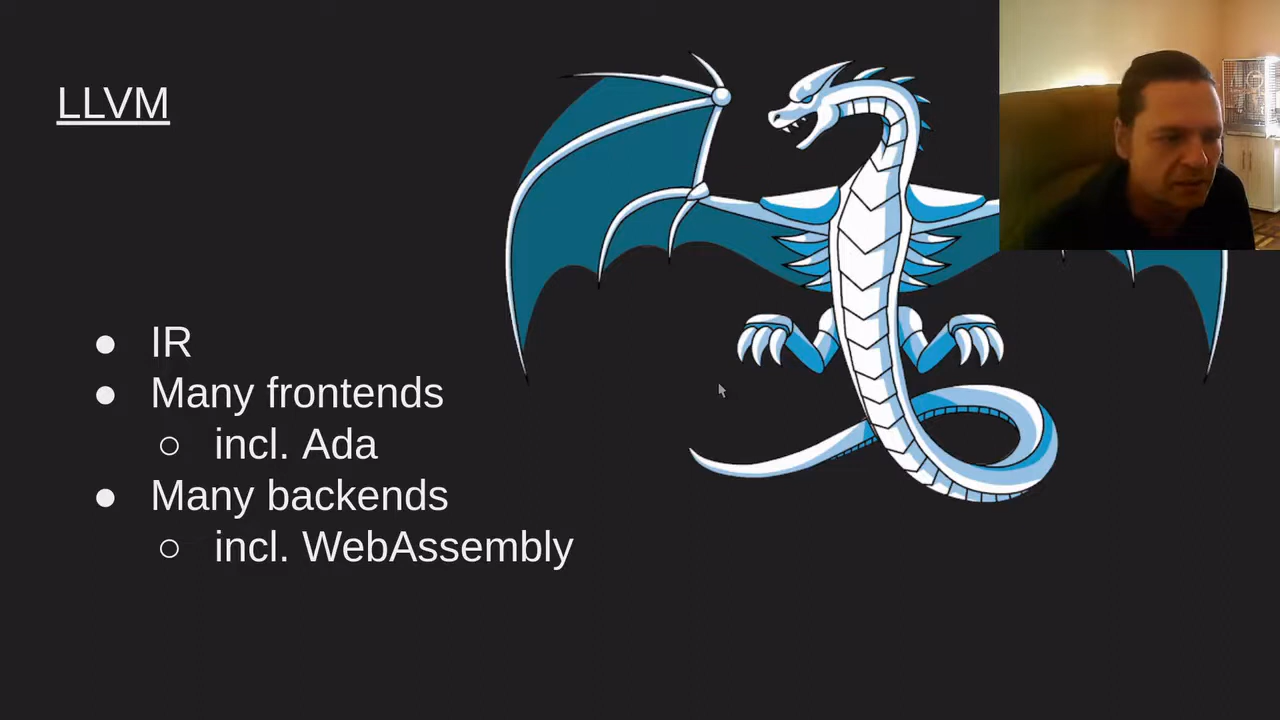 LLVM
● IR
● Many frontends
○ incl. Ada
● Many backends
○ incl. WebAssembly